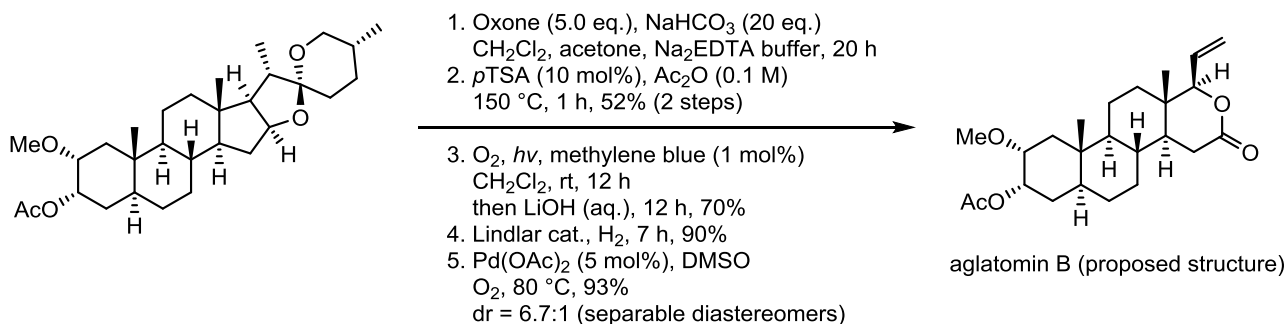 1. Oxone (5.0 eq.), NaHCO₃ (20 eq.)
CH₂Cl₂, acetone, Na₂EDTA buffer, 20 h
2. pTSA (10 mol%), Ac₂O (0.1 M)
150 °C, 1 h, 52% (2 steps)
3. O₂, hν, methylene blue (1 mol%)
CH₂Cl₂, rt, 12 h
then LiOH (aq.), 12 h, 70%
4. Lindlar cat., H₂, 7 h, 90%
5. Pd(OAc)₂ (5 mol%), DMSO
O₂, 80 °C, 93%
dr = 6.7:1 (separable diastereomers)
O
H
O
H
H
MeO
H
H
AcO
H
H
O
H
O
MeO
H
H
AcO
H
aglatomin B (proposed structure)